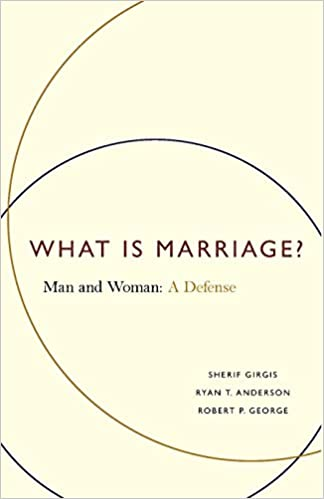 WHAT IS MARRIAGE?
Man and Woman: A Defense
SHERIF GIRGIS
RYAN T. ANDERSON
ROBERT P. GEORGE